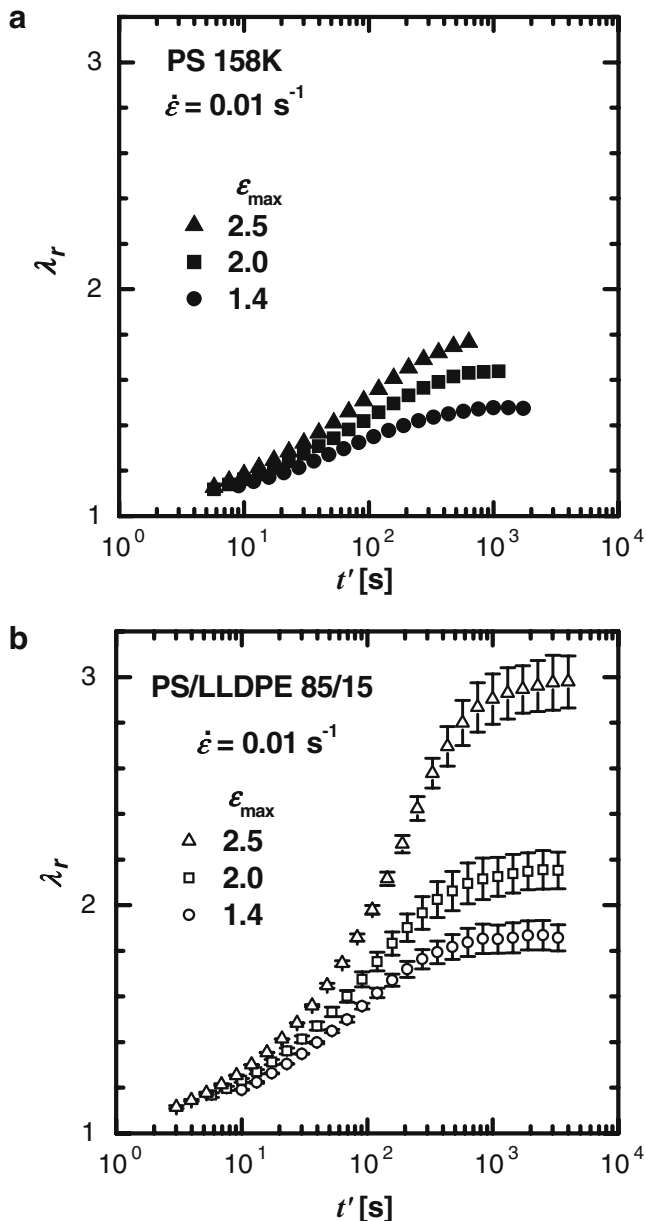 a
3
PS 158K
ε̇ = 0.01 s⁻¹
ε_max
2.5
2.0
1.4
λ_r
2
1
10⁰ 10¹ 10² 10³ 10⁴
t′ [s]
b
3
PS/LLDPE 85/15
ε̇ = 0.01 s⁻¹
ε_max
2.5
2.0
1.4
λ_r
2
1
10⁰ 10¹ 10² 10³ 10⁴
t′ [s]